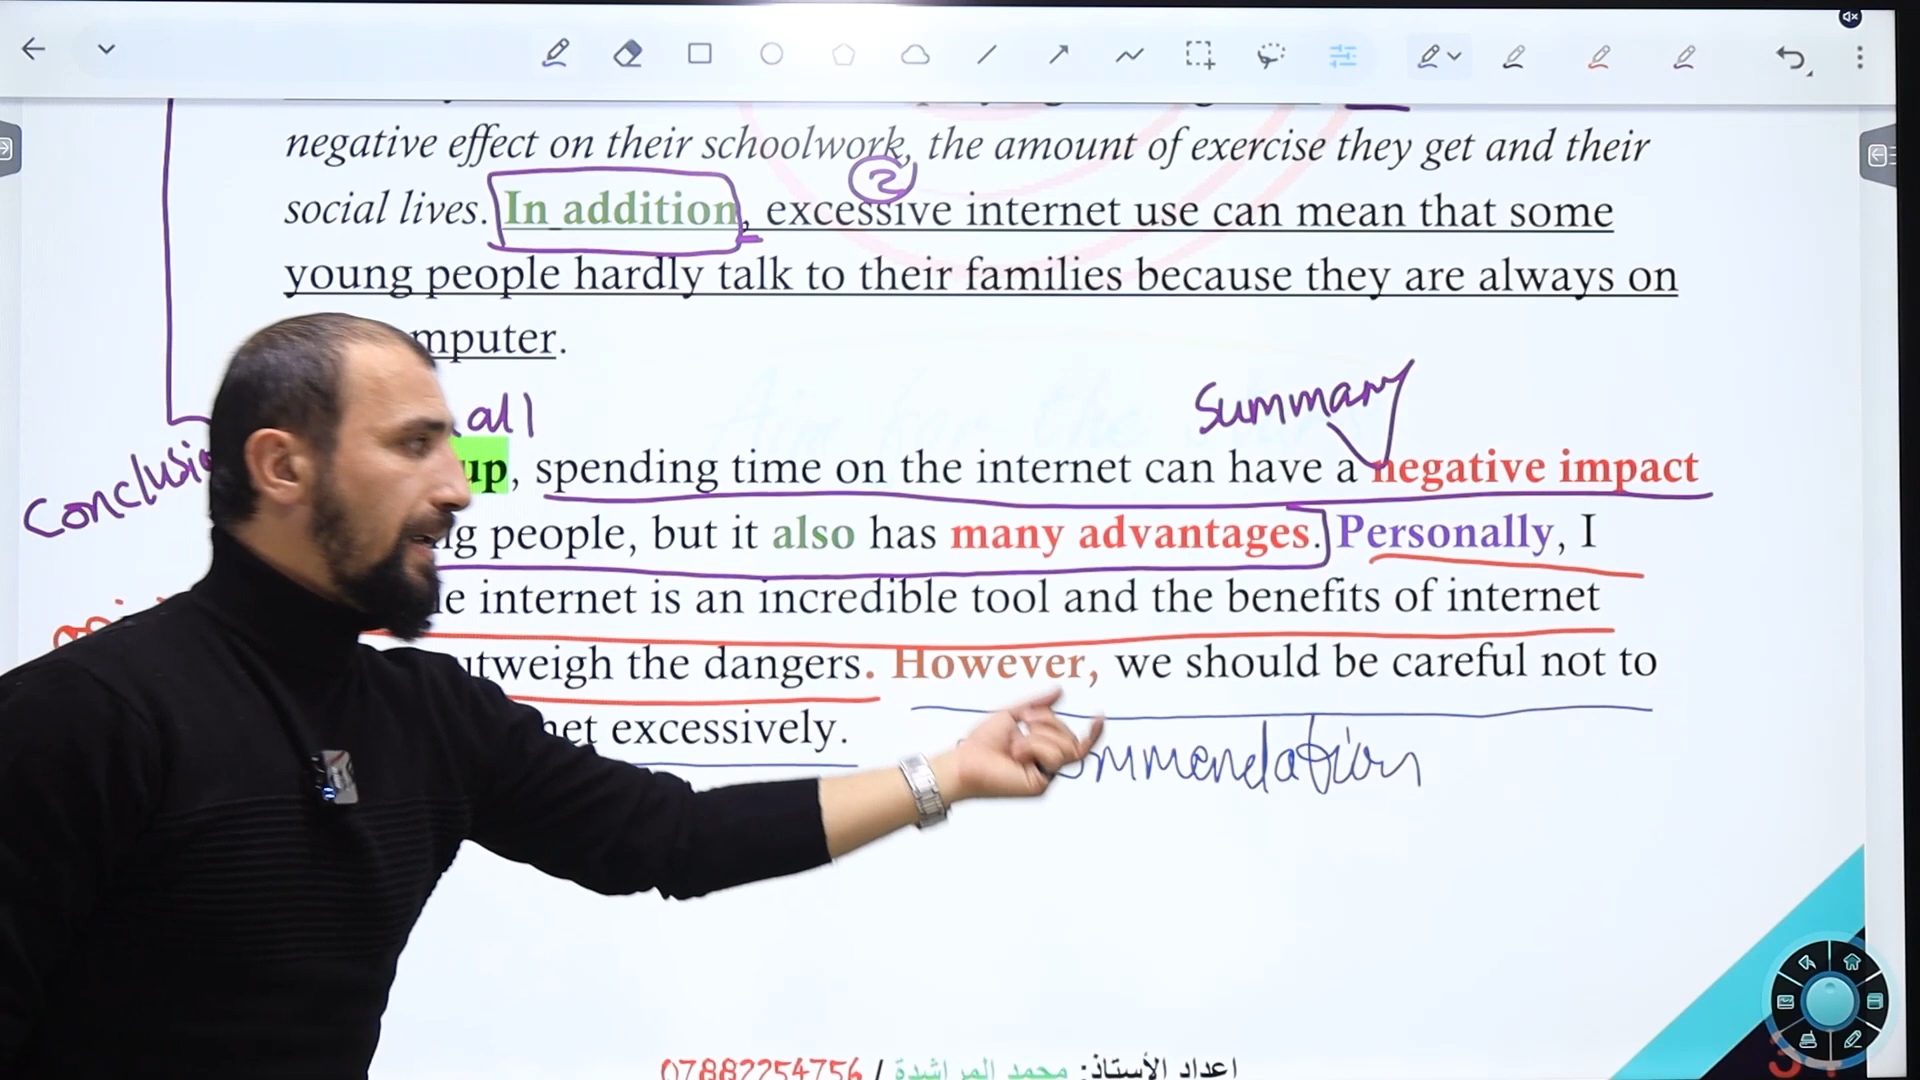 negative effect on their schoolwork, the amount of exercise they get and their
2
social lives. In addition, excessive internet use can mean that some
young people hardly talk to their families because they are always on
mputer.
all
Summary
up, spending time on the internet can have a negative impact
Conclusi
g people, but it also has many advantages. Personally, I
e internet is an incredible tool and the benefits of internet
tweigh the dangers. However, we should be careful not to
et excessively.
ommendation
اعداد الأستاذ: محمد المراشدة / 07882254756